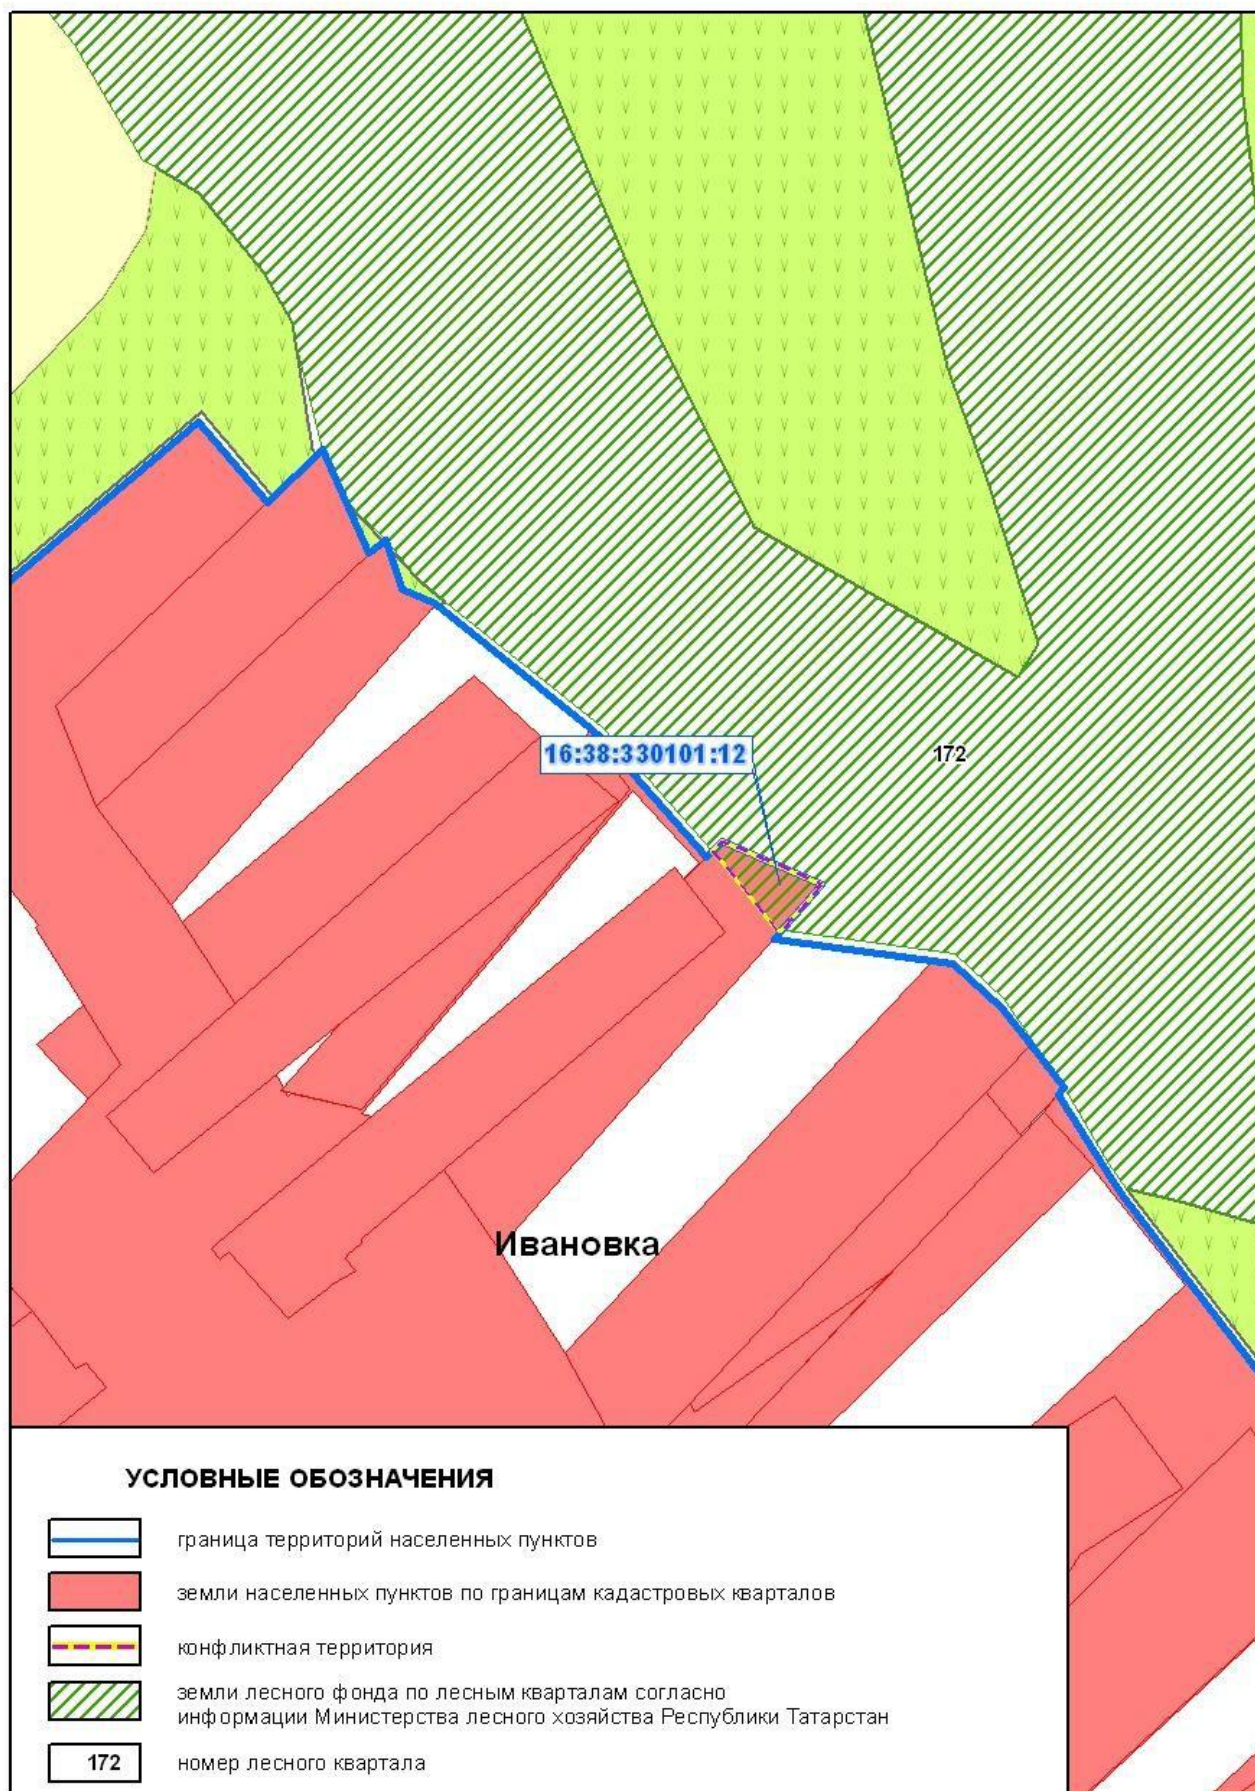 16:38:330101:12
172
Ивановка
УСЛОВНЫЕ ОБОЗНАЧЕНИЯ
граница территорий населенных пунктов
земли населенных пунктов по границам кадастровых кварталов
конфликтная территория
земли лесного фонда по лесным кварталам согласно
информации Министерства лесного хозяйства Республики Татарстан
172 номер лесного квартала